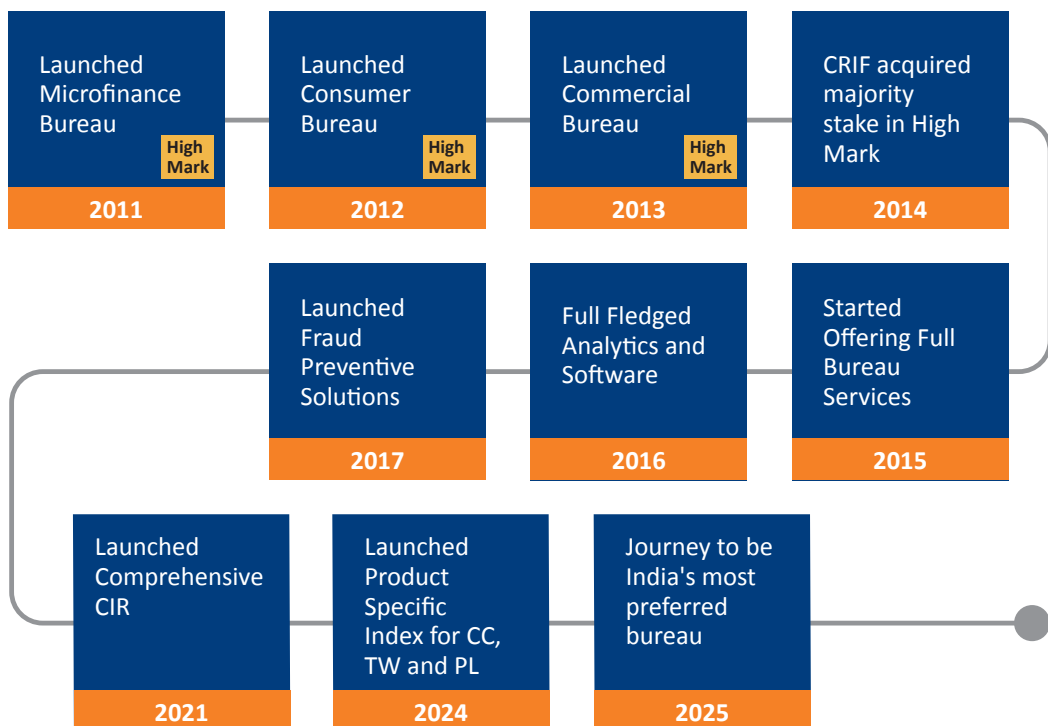 Launched
Microfinance
Bureau
High
Mark
2011
Launched
Consumer
Bureau
High
Mark
2012
Launched
Commercial
Bureau
High
Mark
2013
CRIF acquired
majority
stake in High
Mark
2014
Started
Offering Full
Bureau
Services
2015
Full Fledged
Analytics and
Software
2016
Launched
Fraud
Preventive
Solutions
2017
Launched
Comprehensive
CIR
2021
Launched
Product
Specific
Index for CC,
TW and PL
2024
Journey to be
India's most
preferred
bureau
2025